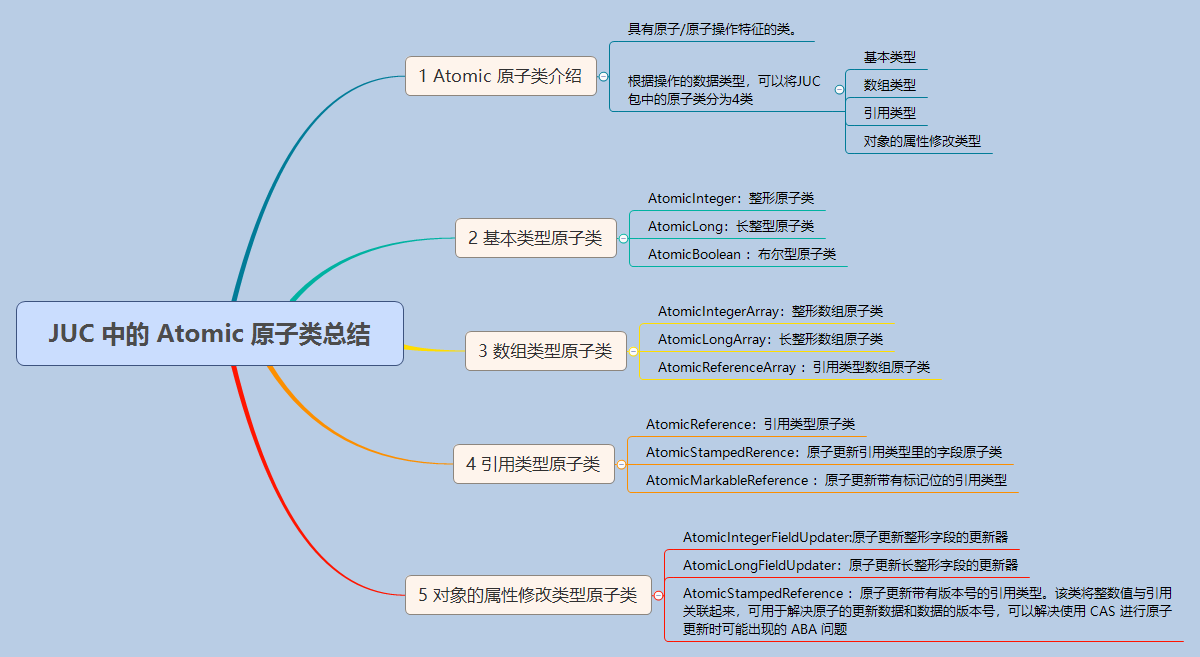 JUC 中的 Atomic 原子类总结
1 Atomic 原子类介绍
具有原子/原子操作特征的类。
根据操作的数据类型，可以将JUC
包中的原子类分为4类
基本类型
数组类型
引用类型
对象的属性修改类型
2 基本类型原子类
AtomicInteger：整形原子类
AtomicLong：长整型原子类
AtomicBoolean ：布尔型原子类
3 数组类型原子类
AtomicIntegerArray：整形数组原子类
AtomicLongArray：长整形数组原子类
AtomicReferenceArray ：引用类型数组原子类
4 引用类型原子类
AtomicReference：引用类型原子类
AtomicStampedRerence：原子更新引用类型里的字段原子类
AtomicMarkableReference ：原子更新带有标记位的引用类型
5 对象的属性修改类型原子类
AtomicIntegerFieldUpdater:原子更新整形字段的更新器
AtomicLongFieldUpdater：原子更新长整形字段的更新器
AtomicStampedReference ：原子更新带有版本号的引用类型。该类将整数值与引用
关联起来，可用于解决原子的更新数据和数据的版本号，可以解决使用 CAS 进行原子
更新时可能出现的 ABA 问题